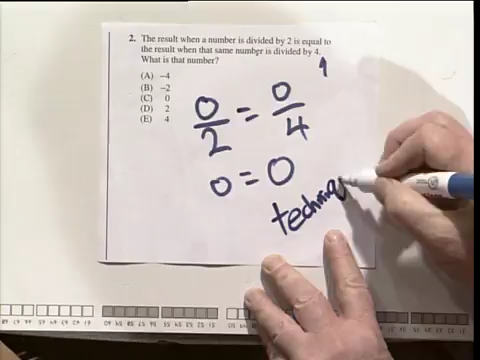 2. The result when a number is divided by 2 is equal to
the result when that same number is divided by 4.
What is that number?
(A) −4
(B) −2
(C) 0
(D) 2
(E) 4
0/2 = 0/4
0 = 0
techniq